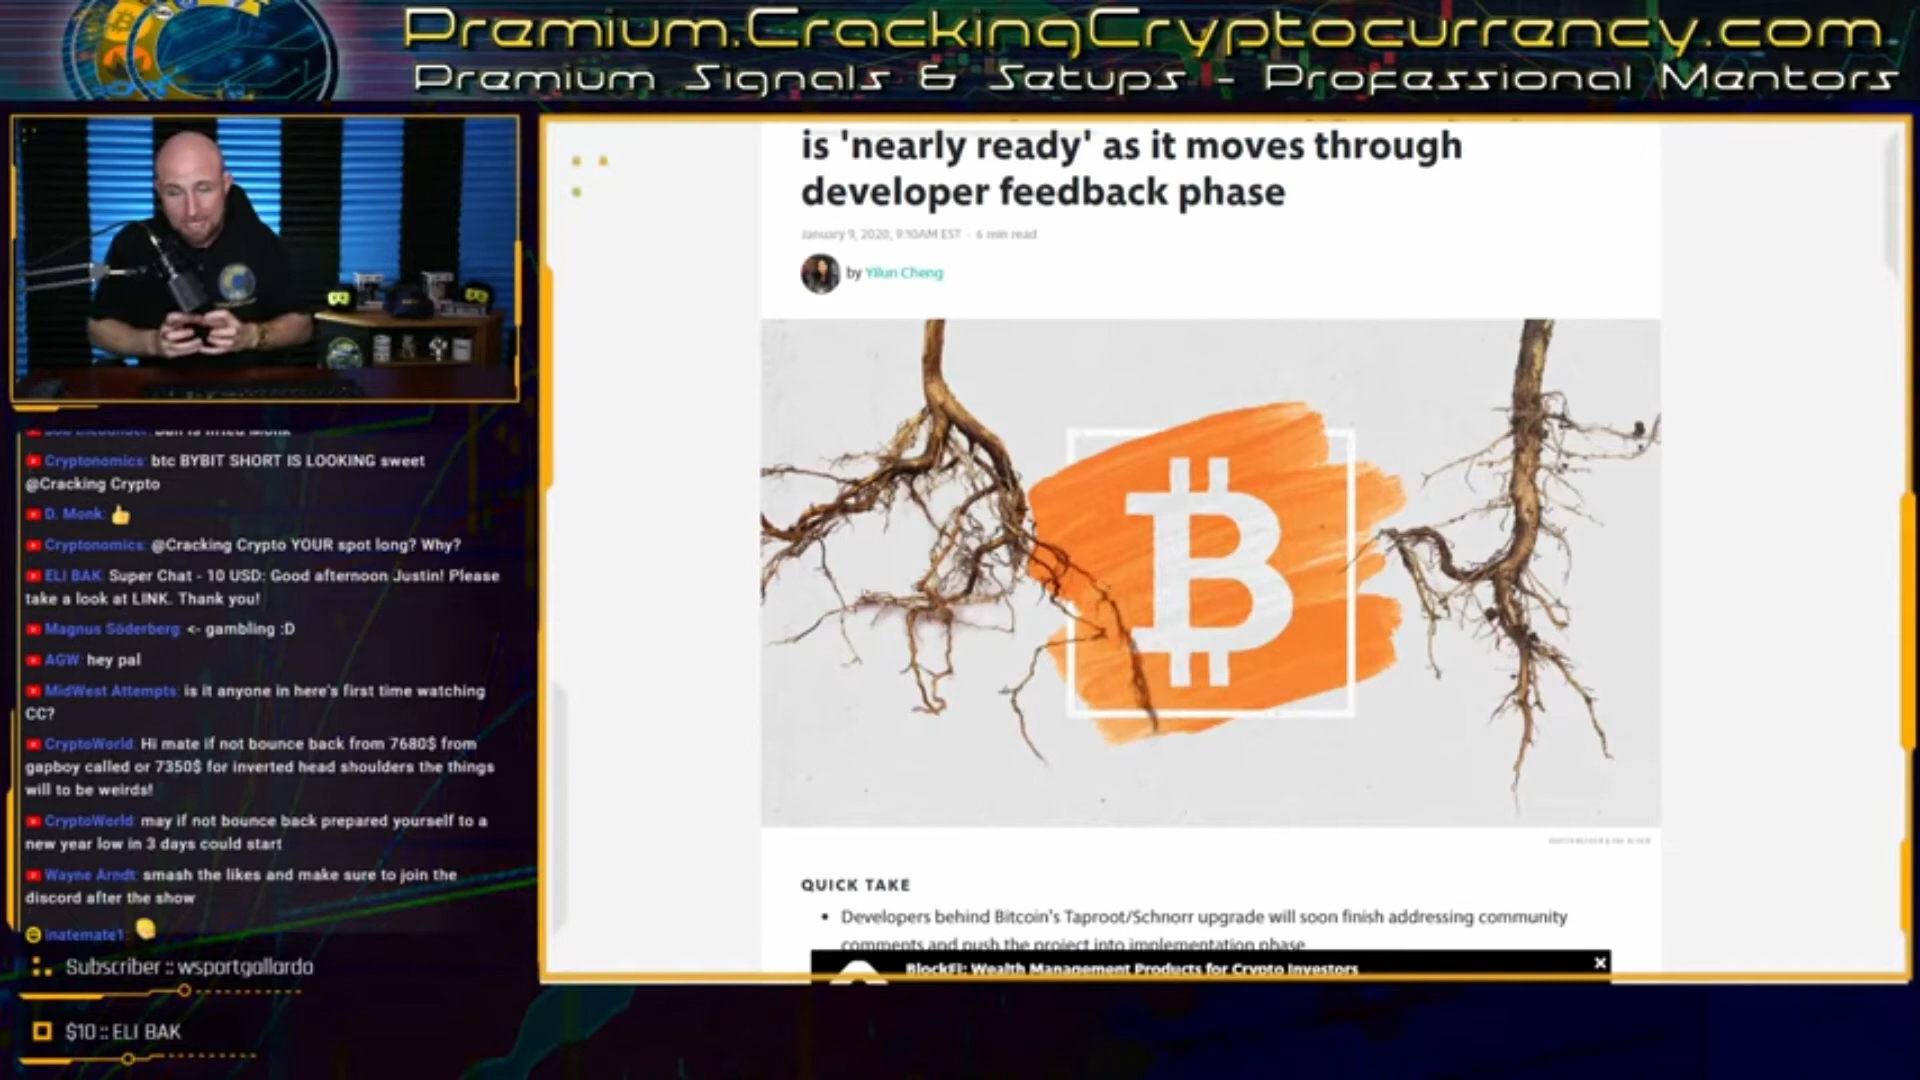 Premium.CrackingCryptocurrency.com
Premium Signals & Setups - Professional Mentors
is 'nearly ready' as it moves through
developer feedback phase
January 9, 2020, 9:10AM EST - 6 min read
by Yilun Cheng
Cryptonomics: btc BYBIT SHORT IS LOOKING sweet
@Cracking Crypto
D. Monk: 👍
Cryptonomics: @Cracking Crypto YOUR spot long? Why?
ELI BAK: Super Chat - 10 USD: Good afternoon Justin! Please
take a look at LINK. Thank you!
Magnus Söderberg: <- gambling :D
AGW: hey pal
MidWest Attempts: is it anyone in here's first time watching
CC?
CryptoWorld: Hi mate if not bounce back from 7680$ from
gapboy called or 7350$ for inverted head shoulders the things
will to be weirds!
CryptoWorld: may if not bounce back prepared yourself to a
new year low in 3 days could start
Wayne Arndt: smash the likes and make sure to join the
discord after the show
inatemate1:
Subscriber :: wsportgallardo
$10 :: ELI BAK
QUICK TAKE
• Developers behind Bitcoin's Taproot/Schnorr upgrade will soon finish addressing community
comments and push the project into implementation phase
BlockFi: Wealth Management Products for Crypto Investors